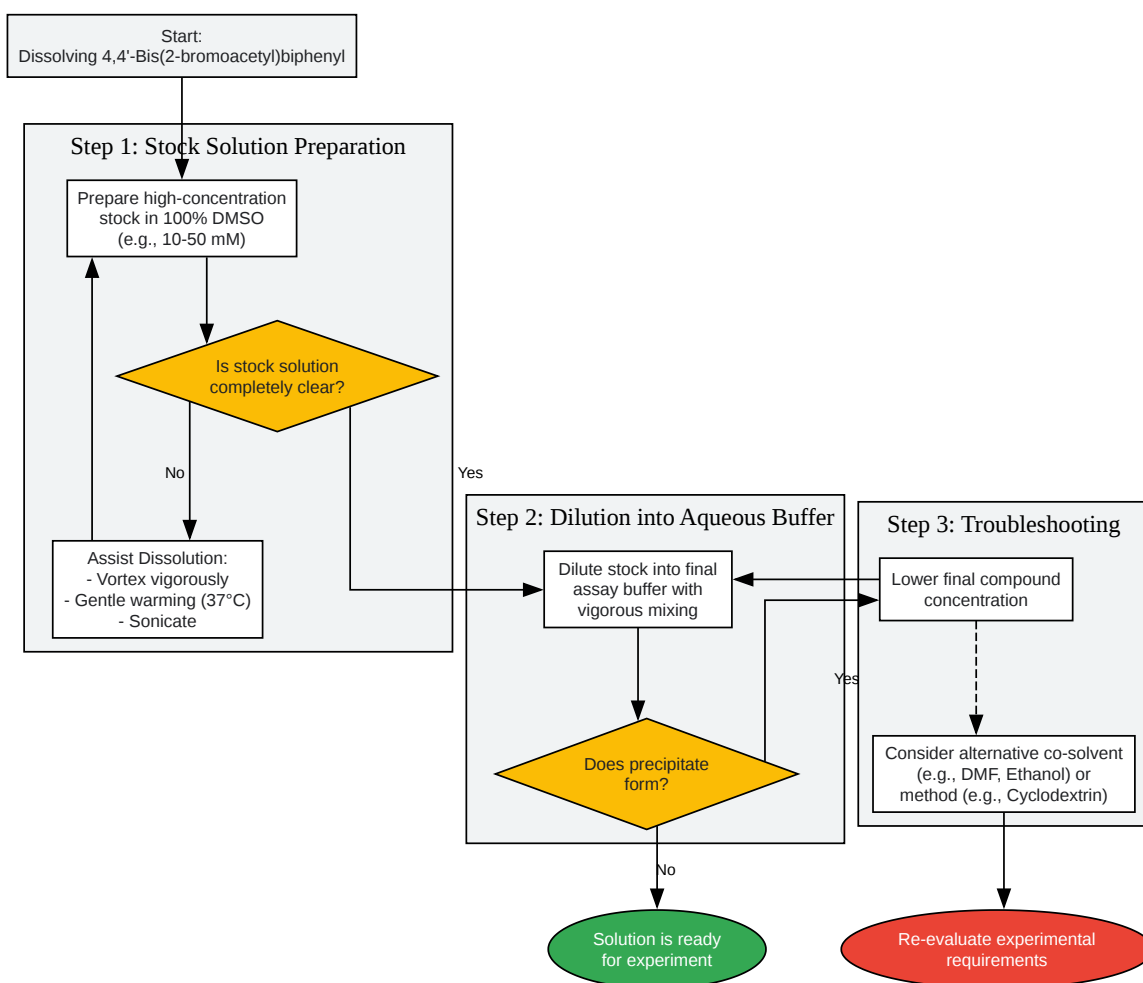 Start:
Dissolving 4,4'-Bis(2-bromoacetyl)biphenyl
Step 1: Stock Solution Preparation
Prepare high-concentration
stock in 100% DMSO
(e.g., 10-50 mM)
Is stock solution
completely clear?
No
Yes
Assist Dissolution:
- Vortex vigorously
- Gentle warming (37°C)
- Sonicate
Step 2: Dilution into Aqueous Buffer
Dilute stock into final
assay buffer with
vigorous mixing
Does precipitate
form?
Yes
No
Step 3: Troubleshooting
Lower final compound
concentration
Consider alternative co-solvent
(e.g., DMF, Ethanol) or
method (e.g., Cyclodextrin)
Solution is ready
for experiment
Re-evaluate experimental
requirements